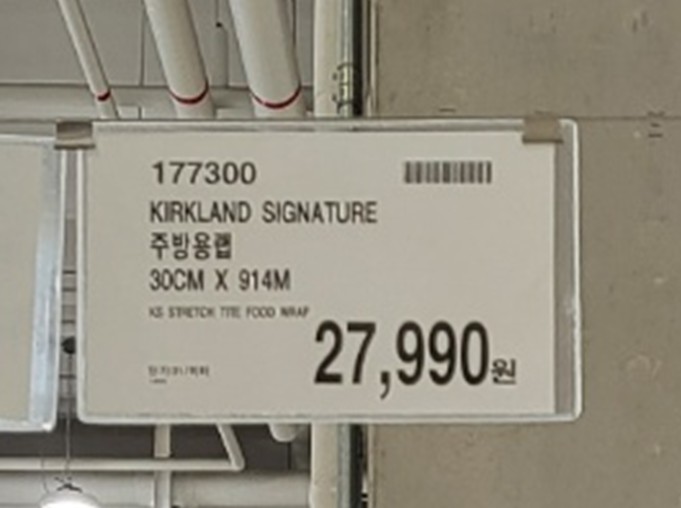 177300
KIRKLAND SIGNATURE
주방용랩
30CM X 914M
KS STRETCH TITE FOOD WRAP
27,990원